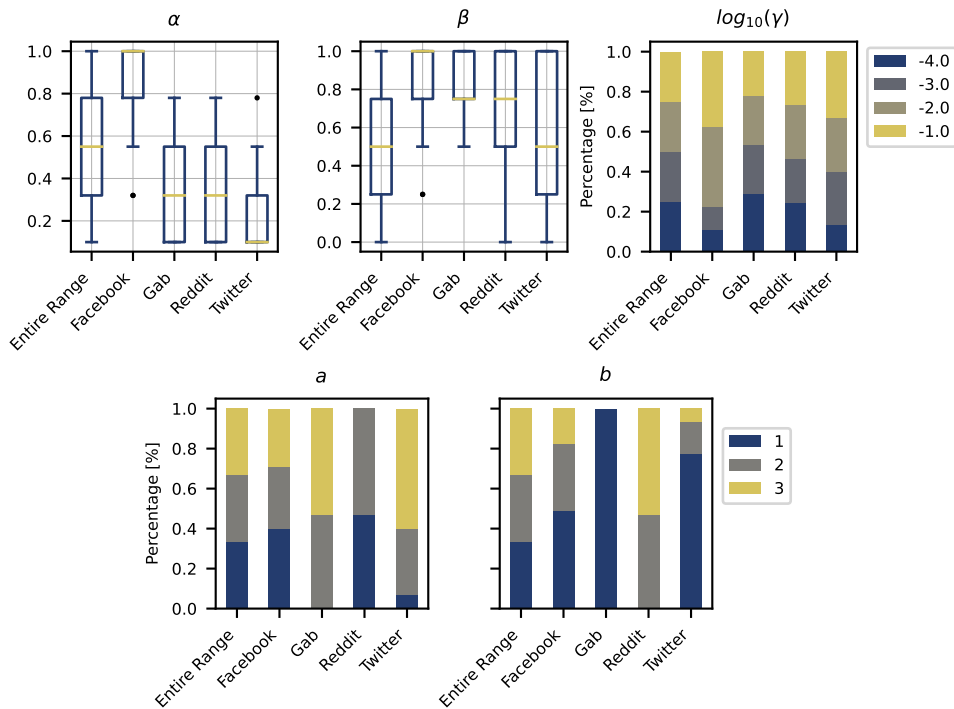 α
β
log₁₀(γ)
1.0
0.8
0.6
0.4
0.2
1.0
0.8
0.6
0.4
0.2
0.0
Percentage [%]
1.0
0.8
0.6
0.4
0.2
0.0
-4.0
-3.0
-2.0
-1.0
Entire Range
Facebook
Gab
Reddit
Twitter
Entire Range
Facebook
Gab
Reddit
Twitter
Entire Range
Facebook
Gab
Reddit
Twitter
a
b
Percentage [%]
1.0
0.8
0.6
0.4
0.2
0.0
1
2
3
Entire Range
Facebook
Gab
Reddit
Twitter
Entire Range
Facebook
Gab
Reddit
Twitter